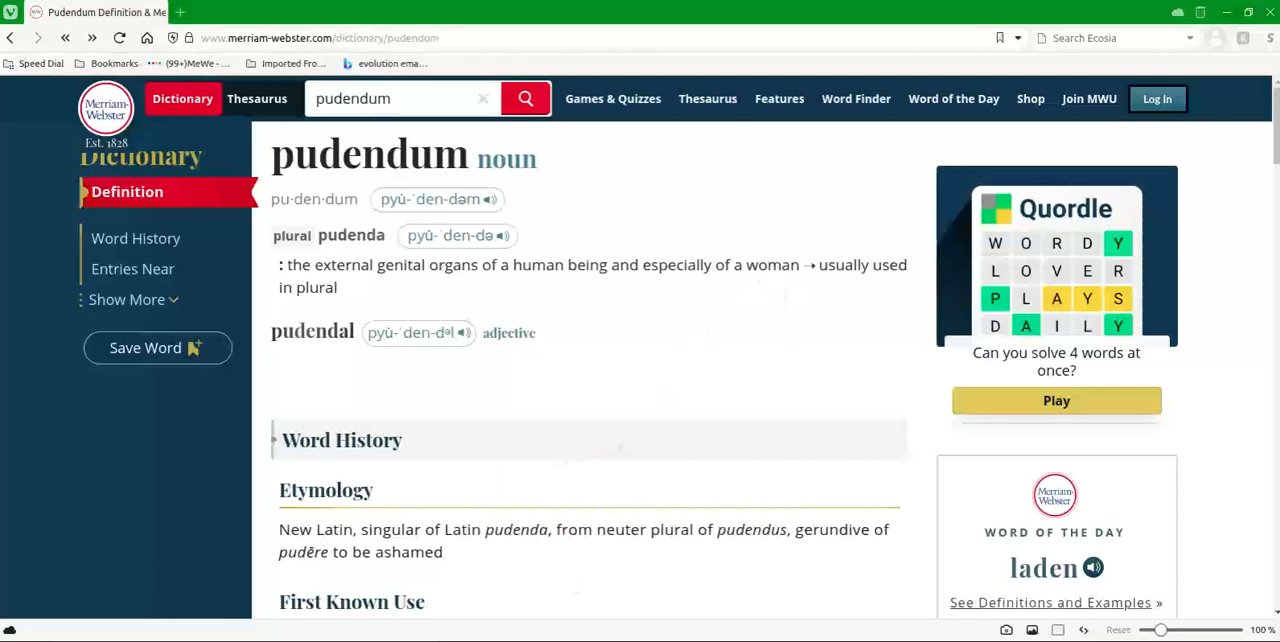 Pudendum Definition & Me
www.merriam-webster.com/dictionary/pudendum
Search Ecosia
Speed Dial
Bookmarks
(99+)MeWe - ...
Imported Fro...
evolution ema...
Merriam-
Webster
Est. 1828
Dictionary
Thesaurus
pudendum
Games & Quizzes
Thesaurus
Features
Word Finder
Word of the Day
Shop
Join MWU
Log In
Dictionary
Definition
Word History
Entries Near
Show More
Save Word
pudendum noun
pu·den·dum pyu̇-ˈden-dəm
plural pudenda pyu̇-ˈden-də
: the external genital organs of a human being and especially of a woman → usually used
in plural
pudendal pyu̇-ˈden-dᵊl adjective
Word History
Etymology
New Latin, singular of Latin pudenda, from neuter plural of pudendus, gerundive of
pudēre to be ashamed
First Known Use
Quordle
W O R D Y
L O V E R
P L A Y S
D A I L Y
Can you solve 4 words at
once?
Play
Merriam-
Webster
WORD OF THE DAY
laden
See Definitions and Examples »
Reset
100 %